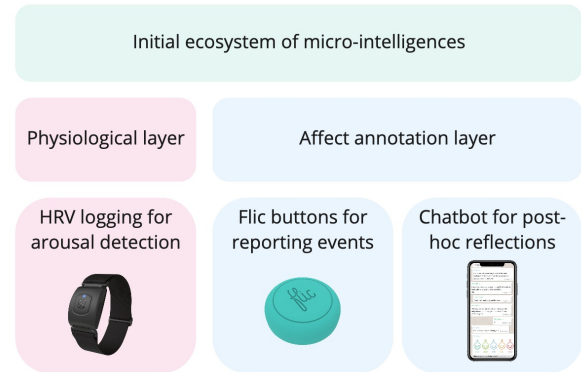 Initial ecosystem of micro-intelligences
Physiological layer
Affect annotation layer
HRV logging for
arousal detection
Flic buttons for
reporting events
Chatbot for post-
hoc reflections
flic